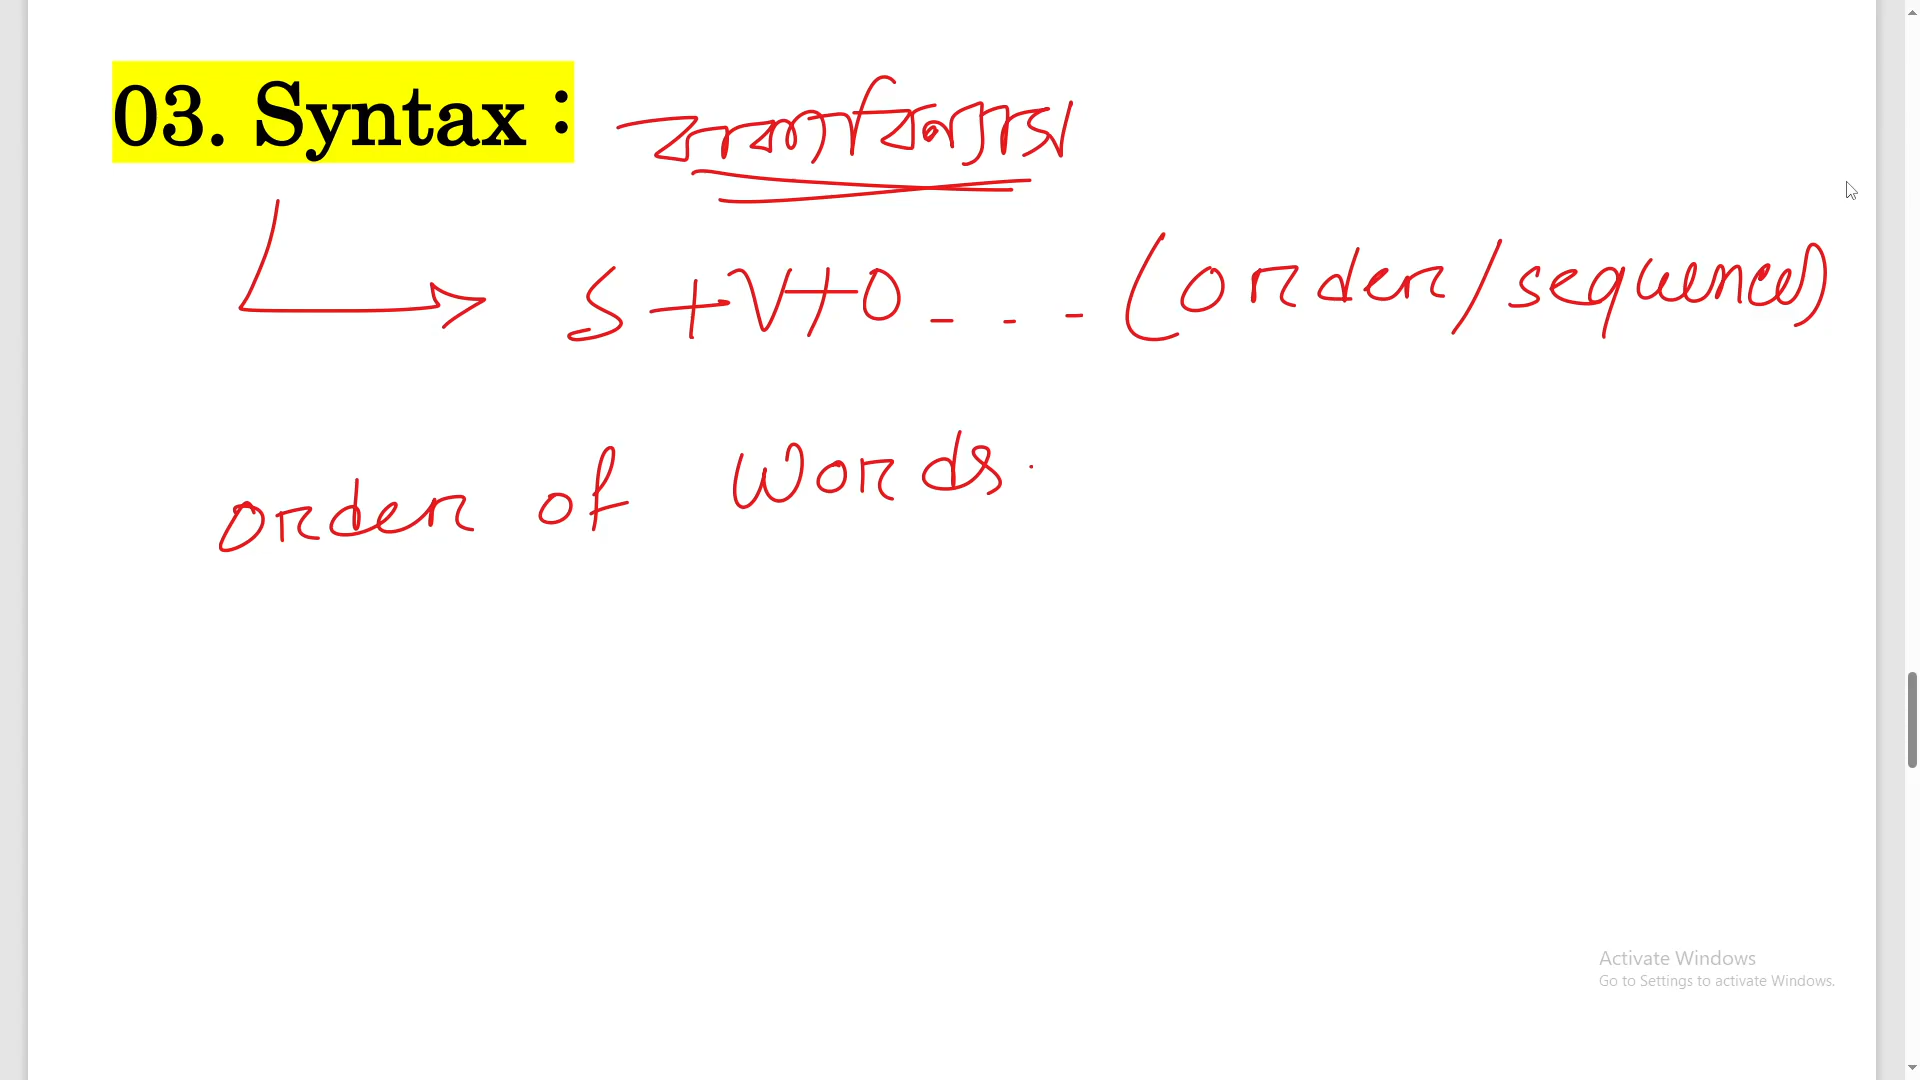 03. Syntax : বাক্যবিন্যাস
S+V+O - - - (order/sequence)
order of words.
Activate Windows
Go to Settings to activate Windows.